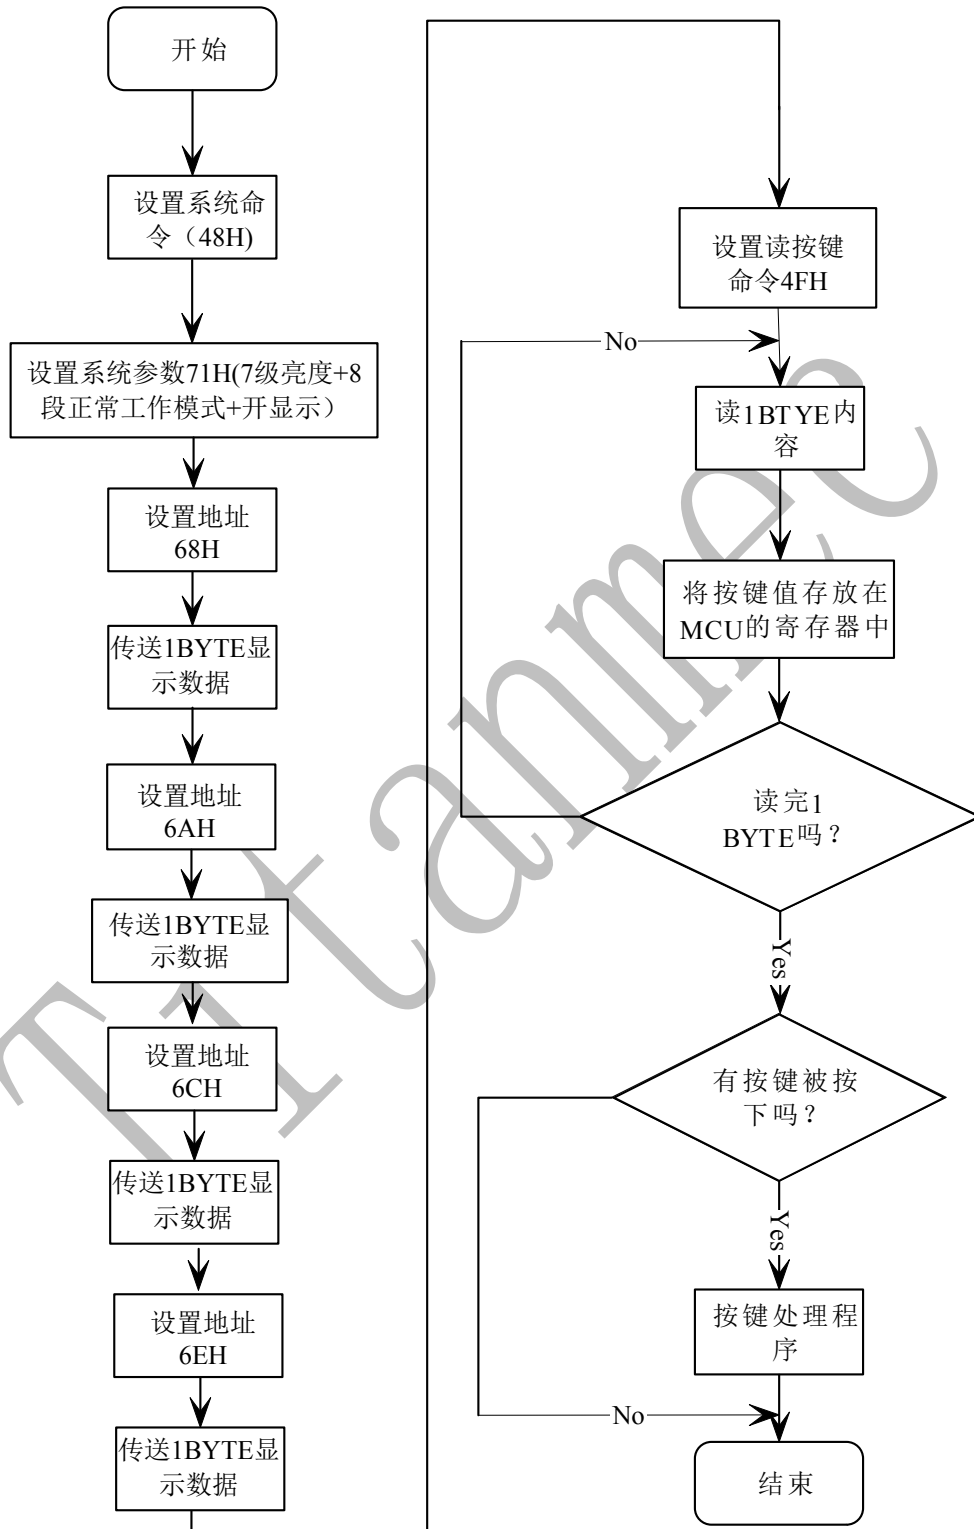 开始
设置系统命
令（48H)
设置系统参数71H(7级亮度+8
段正常工作模式+开显示）
设置地址
68H
传送1BYTE显
示数据
设置地址
6AH
传送1BYTE显
示数据
设置地址
6CH
传送1BYTE显
示数据
设置地址
6EH
传送1BYTE显
示数据
设置读按键
命令4FH
No
读1BTYE内
容
将按键值存放在
MCU的寄存器中
读完1
BYTE吗？
Yes
有按键被按
下吗？
Yes
按键处理程
序
No
结束
Titanmec